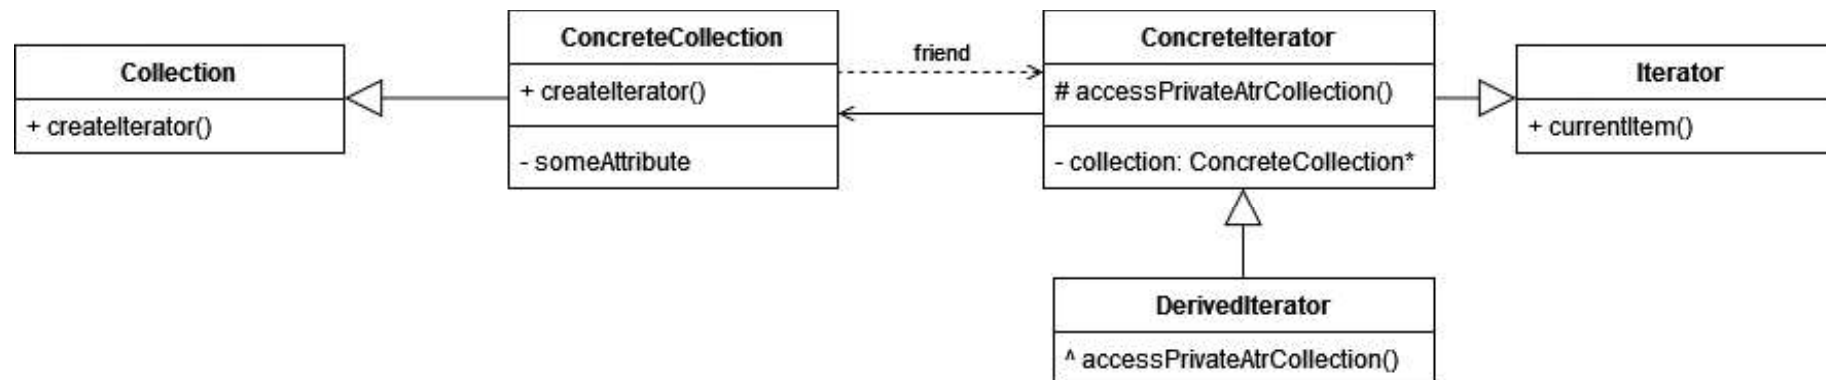 Collection
+ createIterator()
ConcreteCollection
+ createIterator()
- someAttribute
friend
ConcreteIterator
# accessPrivateAtrCollection()
- collection: ConcreteCollection*
Iterator
+ currentItem()
DerivedIterator
^ accessPrivateAtrCollection()